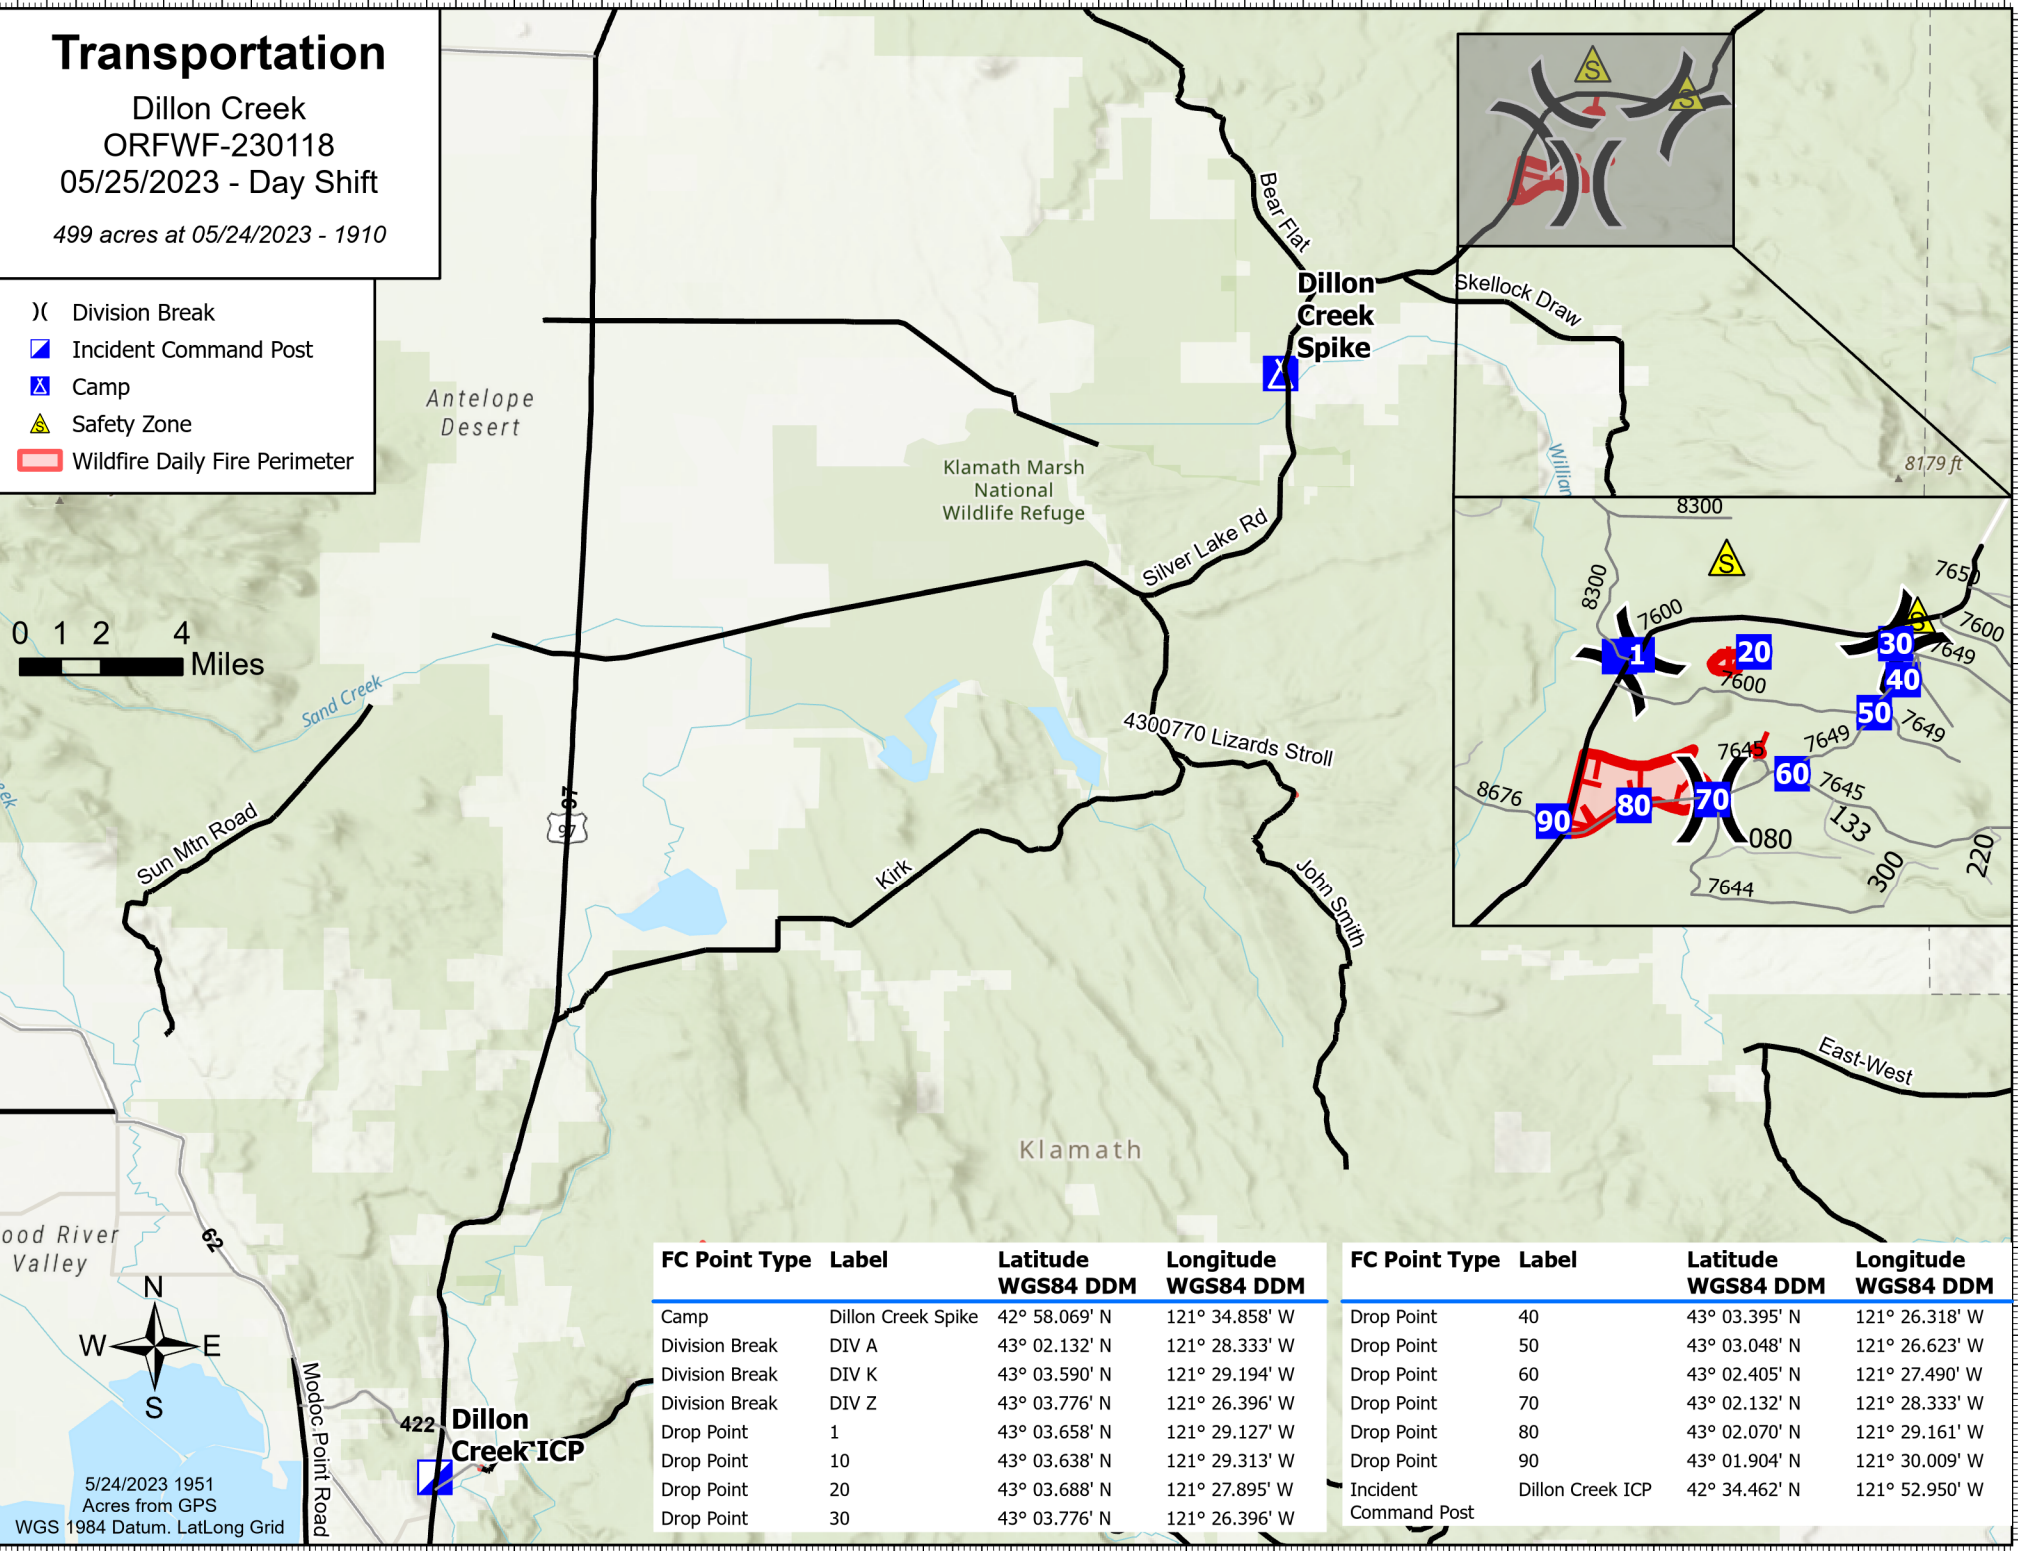 Transportation
Dillon Creek
ORFWF-230118
05/25/2023 - Day Shift
499 acres at 05/24/2023 - 1910
Division Break
Incident Command Post
Camp
S Safety Zone
Wildfire Daily Fire Perimeter
0 1 2 4
Miles
Antelope
Desert
Klamath Marsh
National
Wildlife Refuge
Bear Flat
Dillon
Creek
Spike
Skellock Draw
S
S
8179 ft
Silver Lake Rd
Sand Creek
4300770 Lizards Stroll
Sun Mtn Road
97
97
Kirk
John Smith
8300
S
8300
7650
7600
S
7600
1
20
30
7649
7600
40
50
7649
7649
7645
60
7645
8676
90
80
70
133
080
220
300
7644
East-West
Klamath
62
ood River
Valley
N
W E
S
Modoc Point Road
422
Dillon
Creek ICP
5/24/2023 1951
Acres from GPS
WGS 1984 Datum. LatLong Grid
FC Point Type Label Latitude WGS84 DDM Longitude WGS84 DDM
Camp Dillon Creek Spike 42° 58.069' N 121° 34.858' W
Division Break DIV A 43° 02.132' N 121° 28.333' W
Division Break DIV K 43° 03.590' N 121° 29.194' W
Division Break DIV Z 43° 03.776' N 121° 26.396' W
Drop Point 1 43° 03.658' N 121° 29.127' W
Drop Point 10 43° 03.638' N 121° 29.313' W
Drop Point 20 43° 03.688' N 121° 27.895' W
Drop Point 30 43° 03.776' N 121° 26.396' W
FC Point Type Label Latitude WGS84 DDM Longitude WGS84 DDM
Drop Point 40 43° 03.395' N 121° 26.318' W
Drop Point 50 43° 03.048' N 121° 26.623' W
Drop Point 60 43° 02.405' N 121° 27.490' W
Drop Point 70 43° 02.132' N 121° 28.333' W
Drop Point 80 43° 02.070' N 121° 29.161' W
Drop Point 90 43° 01.904' N 121° 30.009' W
Incident Command Post Dillon Creek ICP 42° 34.462' N 121° 52.950' W